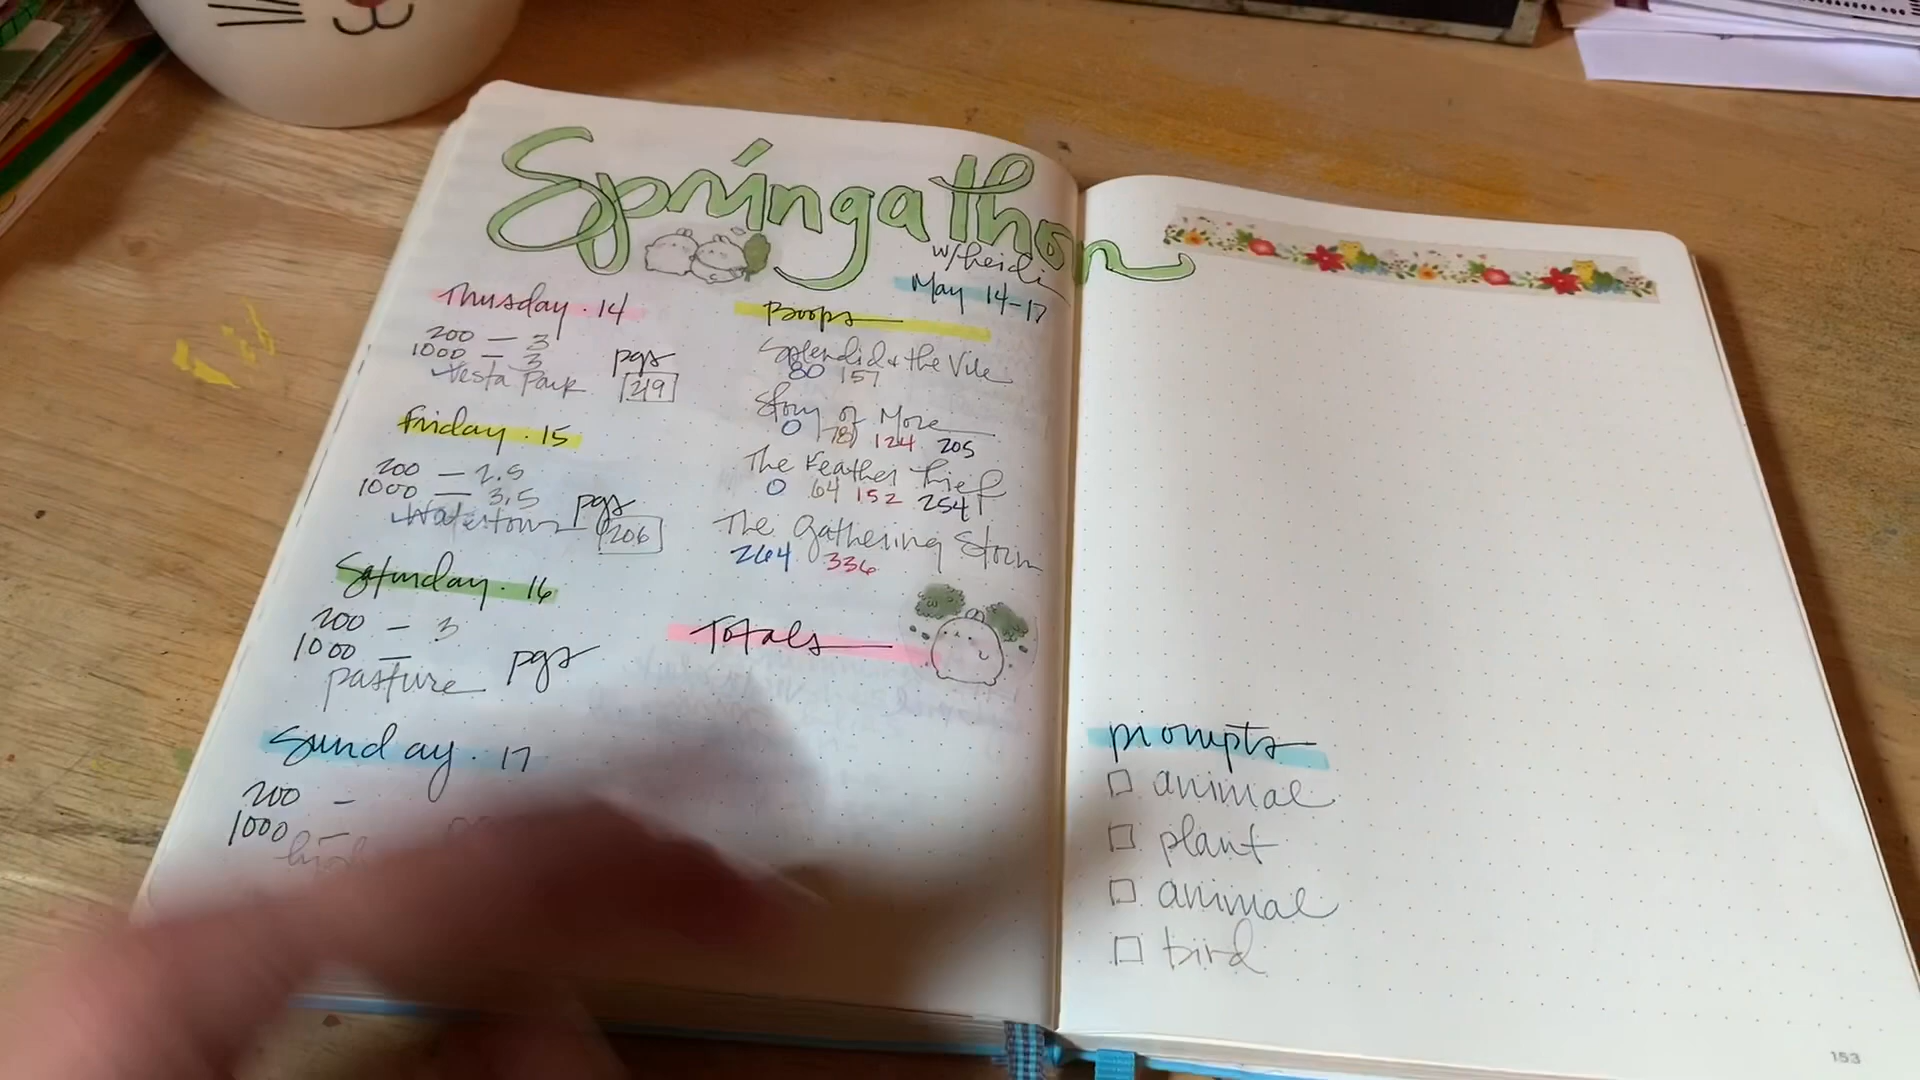 Springathon
w/heidi
May 14-17
Thusday . 14
200 — 3
1000 — 3
Vesta Park
pgs
219
Friday . 15
200 — 2.5
1000 — 3.5
Watertown
pgs
206
Saturday . 16
200 — 3
1000 —
pasture
pgs
Sunday . 17
200 —
1000 —
Books
Splendid & the Vile
80 157
Story of More
0 78 124 205
The Feather Thief
0 64 152 254
The Gathering Storm
264 336
Totals
prompts
☐ animal
☐ plant
☐ animal
☐ bird
153